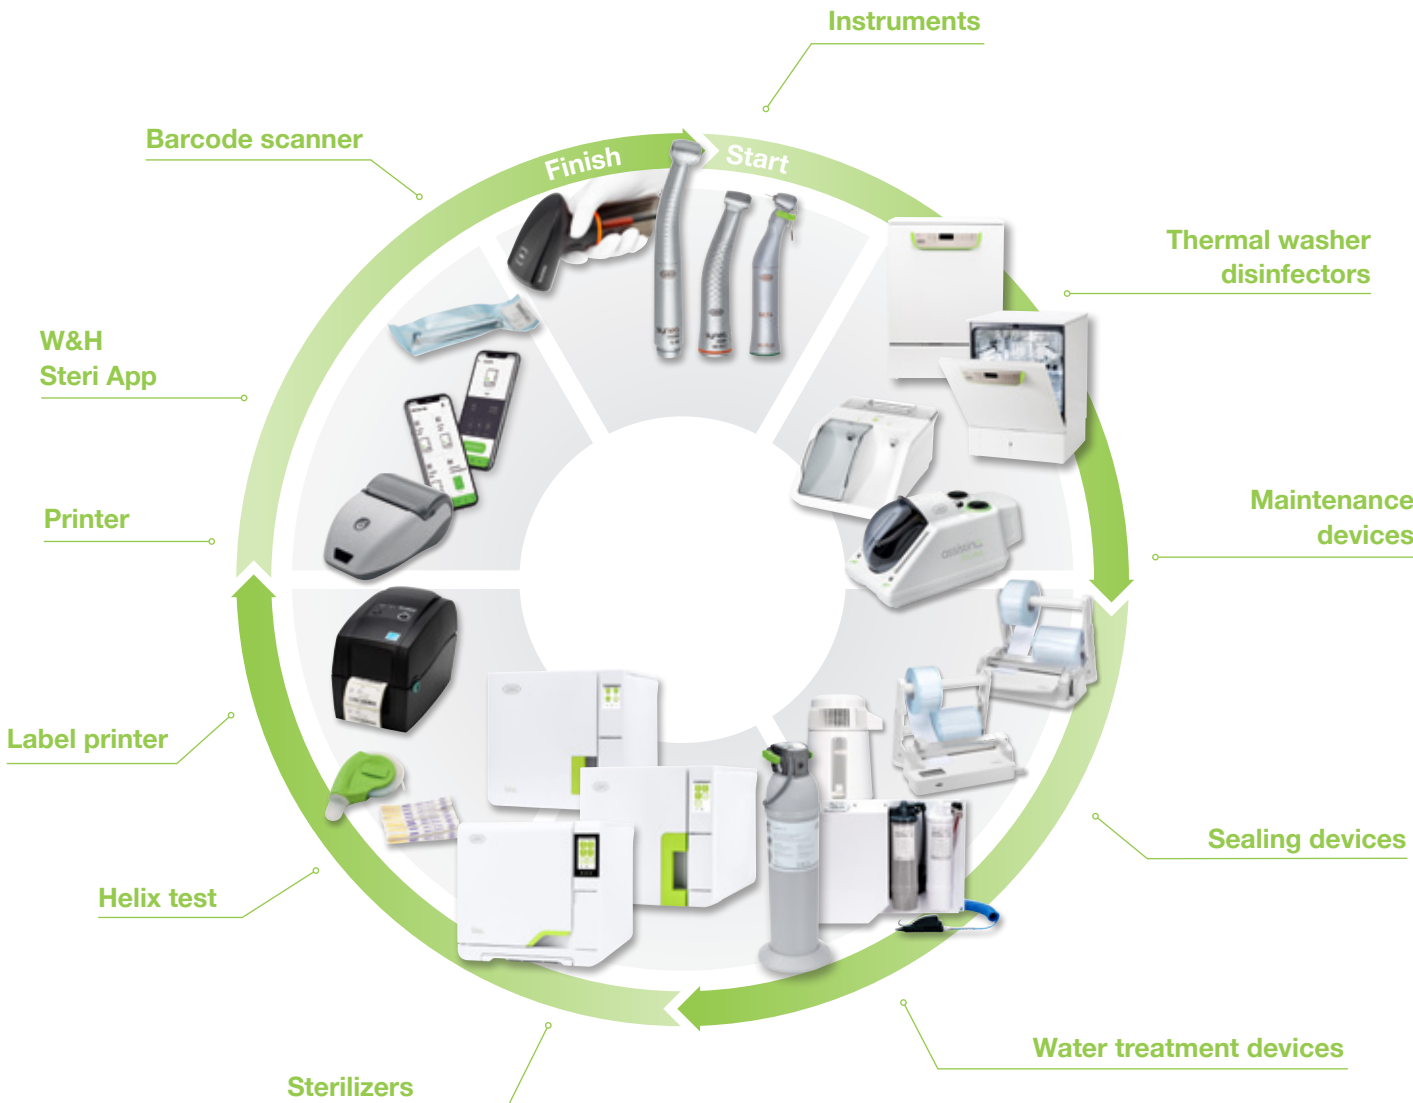 Instruments
Barcode scanner
Finish
Start
Thermal washer
disinfectors
W&H
Steri App
Maintenance
devices
Printer
Label printer
Sealing devices
Helix test
Water treatment devices
Sterilizers